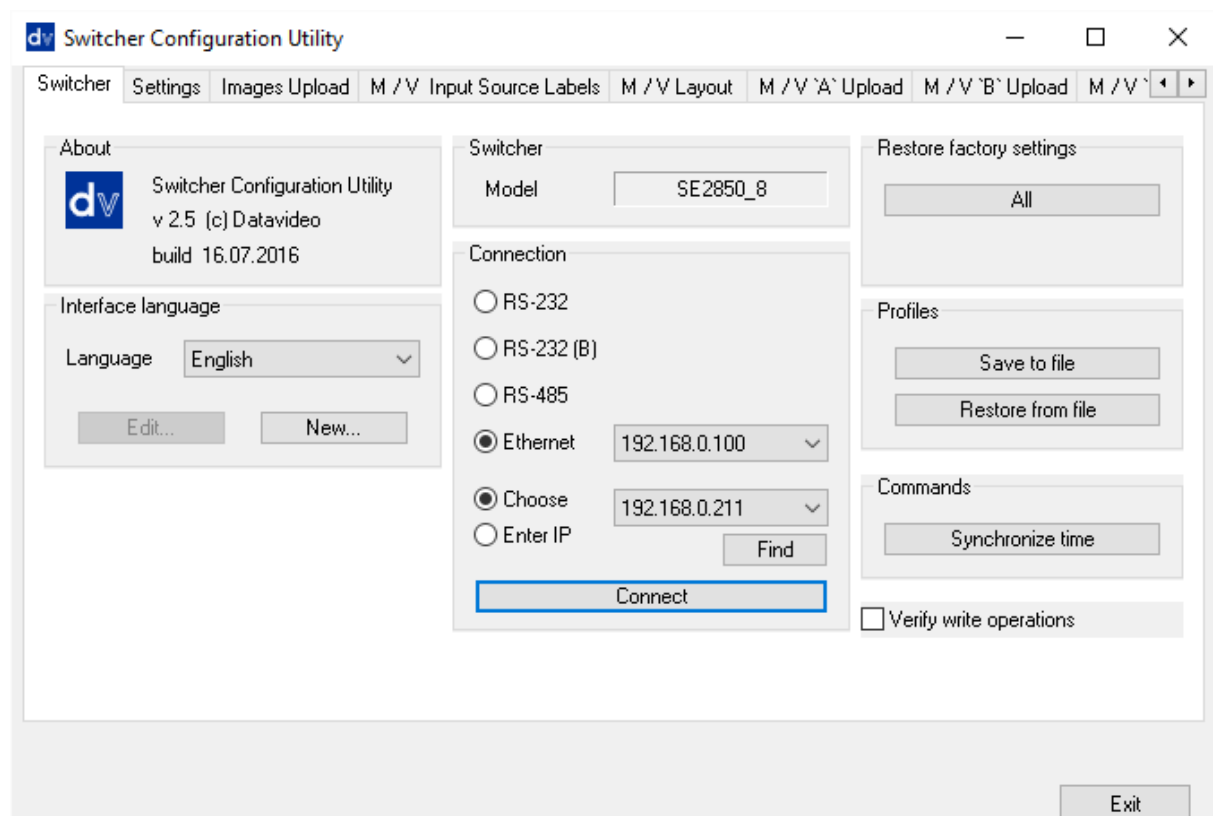 dv Switcher Configuration Utility
Switcher Settings Images Upload M / V Input Source Labels M / V Layout M / V `A` Upload M / V `B` Upload M / V `
About
dv
Switcher Configuration Utility
v 2.5 (c) Datavideo
build 16.07.2016
Interface language
Language English
Edit... New...
Switcher
Model SE2850_8
Connection
RS-232
RS-232 (B)
RS-485
Ethernet 192.168.0.100
Choose 192.168.0.211
Enter IP
Find
Connect
Restore factory settings
All
Profiles
Save to file
Restore from file
Commands
Synchronize time
Verify write operations
Exit